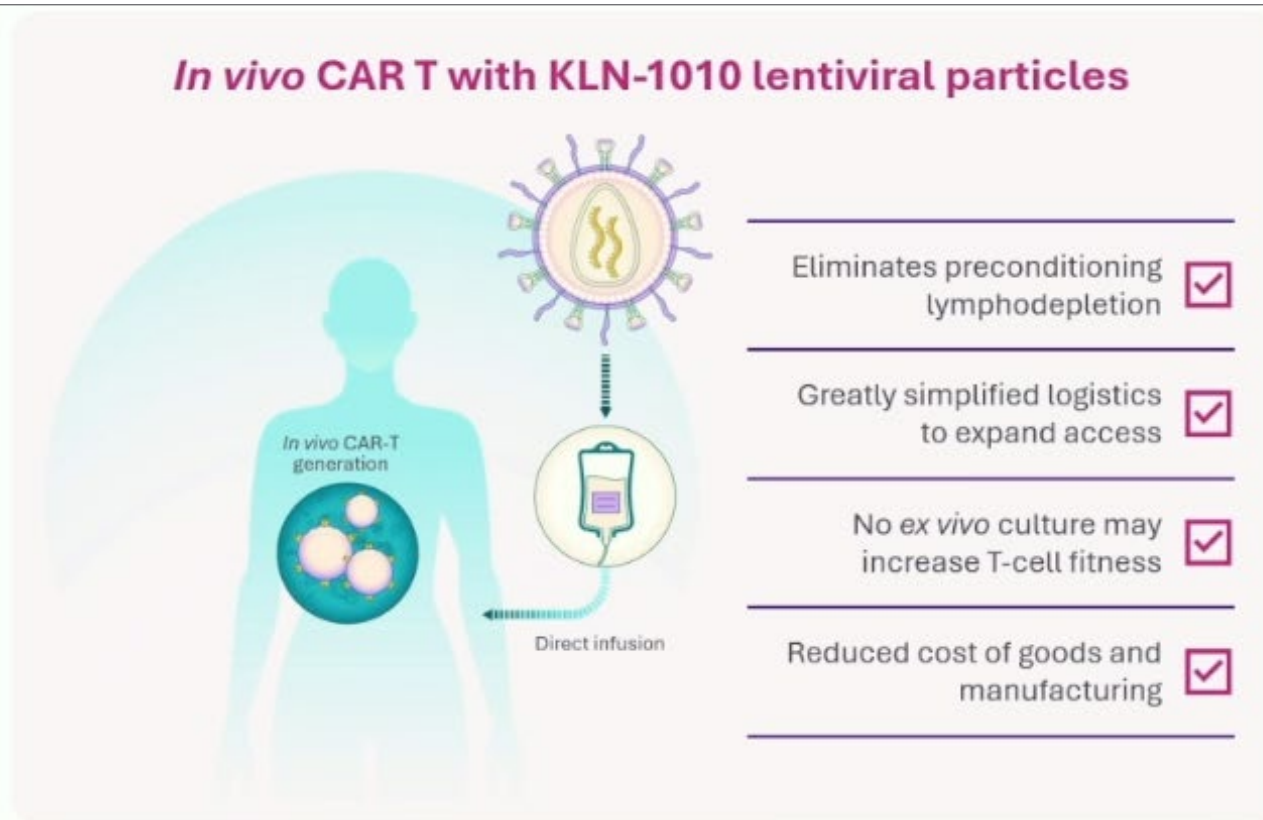 In vivo CAR T with KLN-1010 lentiviral particles
In vivo CAR-T
generation
Direct infusion
Eliminates preconditioning
lymphodepletion
Greatly simplified logistics
to expand access
No ex vivo culture may
increase T-cell fitness
Reduced cost of goods and
manufacturing